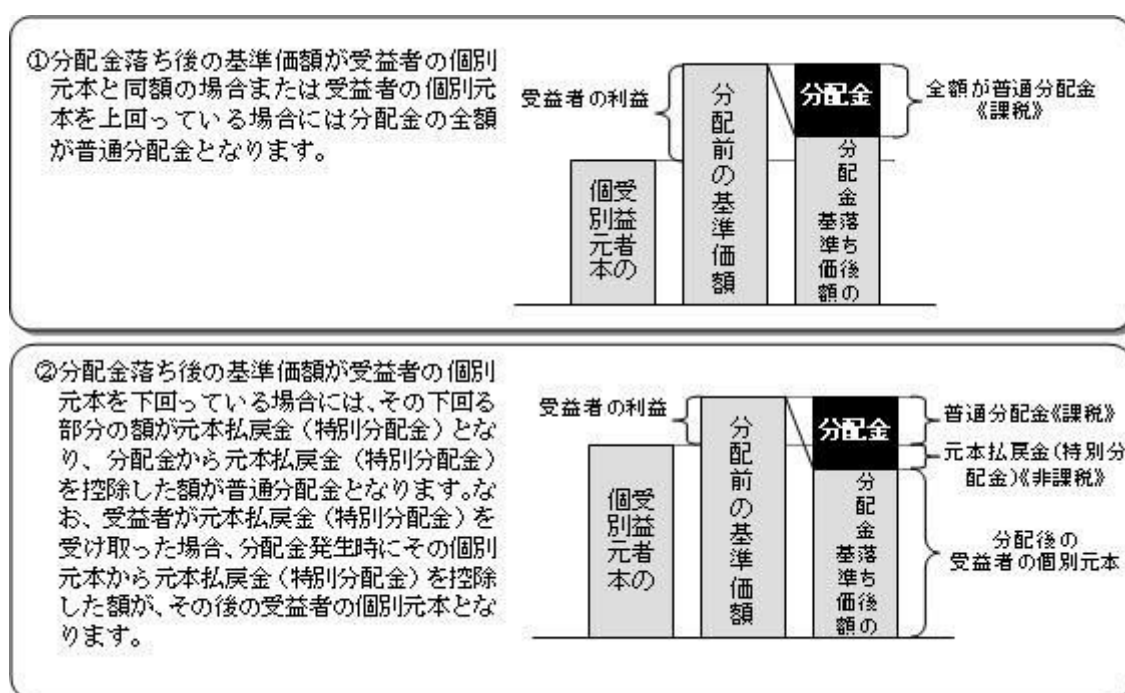 ①分配金落ち後の基準価額が受益者の個別
元本と同額の場合または受益者の個別元
本を上回っている場合には分配金の全額
が普通分配金となります。
受益者の利益
受益者の
個別元本
分配前の基準価額
分配金
分配金落ち後の
基準価額
全額が普通分配金
《課税》
②分配金落ち後の基準価額が受益者の個別
元本を下回っている場合には、その下回る
部分の額が元本払戻金（特別分配金）とな
り、分配金から元本払戻金（特別分配金）
を控除した額が普通分配金となります。な
お、受益者が元本払戻金（特別分配金）を
受け取った場合、分配金発生時にその個別
元本から元本払戻金（特別分配金）を控除
した額が、その後の受益者の個別元本とな
ります。
受益者の利益
受益者の
個別元本
分配前の基準価額
分配金
分配金落ち後の
基準価額
普通分配金《課税》
元本払戻金（特別分
配金）《非課税》
分配後の
受益者の個別元本